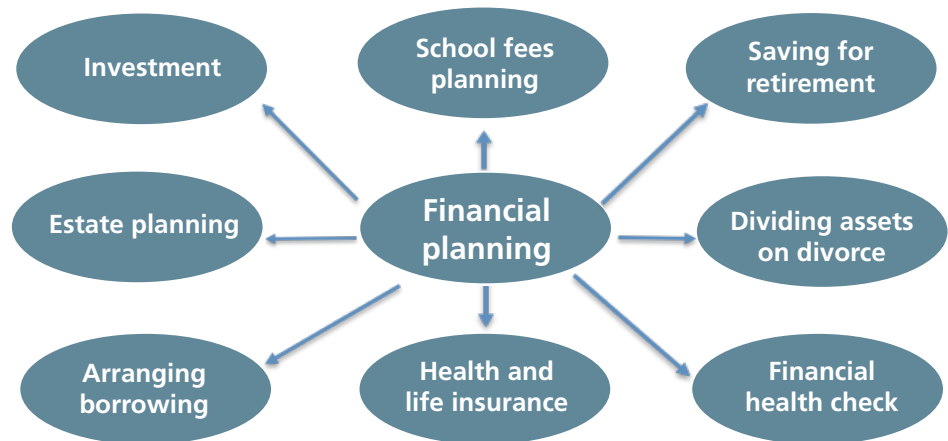 Investment
School fees
planning
Saving for
retirement
Estate planning
Financial
planning
Dividing assets
on divorce
Arranging
borrowing
Health and
life insurance
Financial
health check